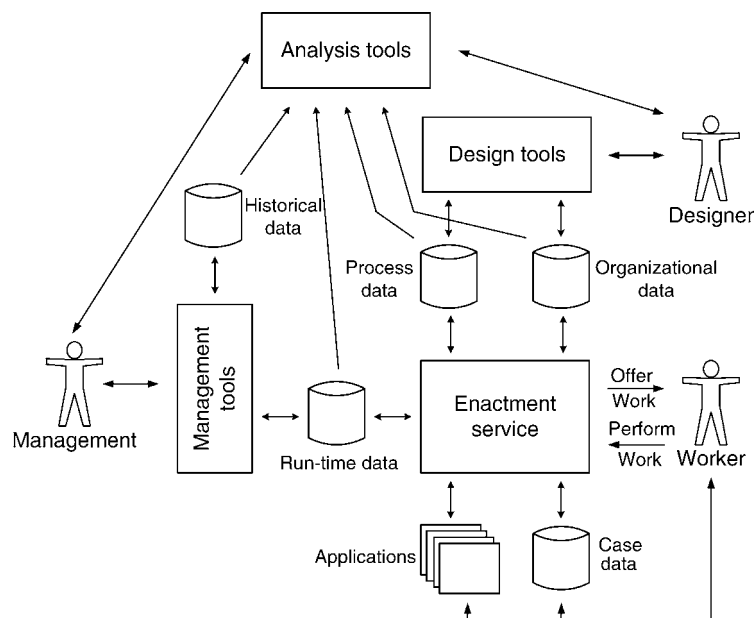 Analysis tools
Design tools
Designer
Historical
data
Process
data
Organizational
data
Management
tools
Management
Run-time data
Enactment
service
Offer
Work
Perform
Work
Worker
Applications
Case
data